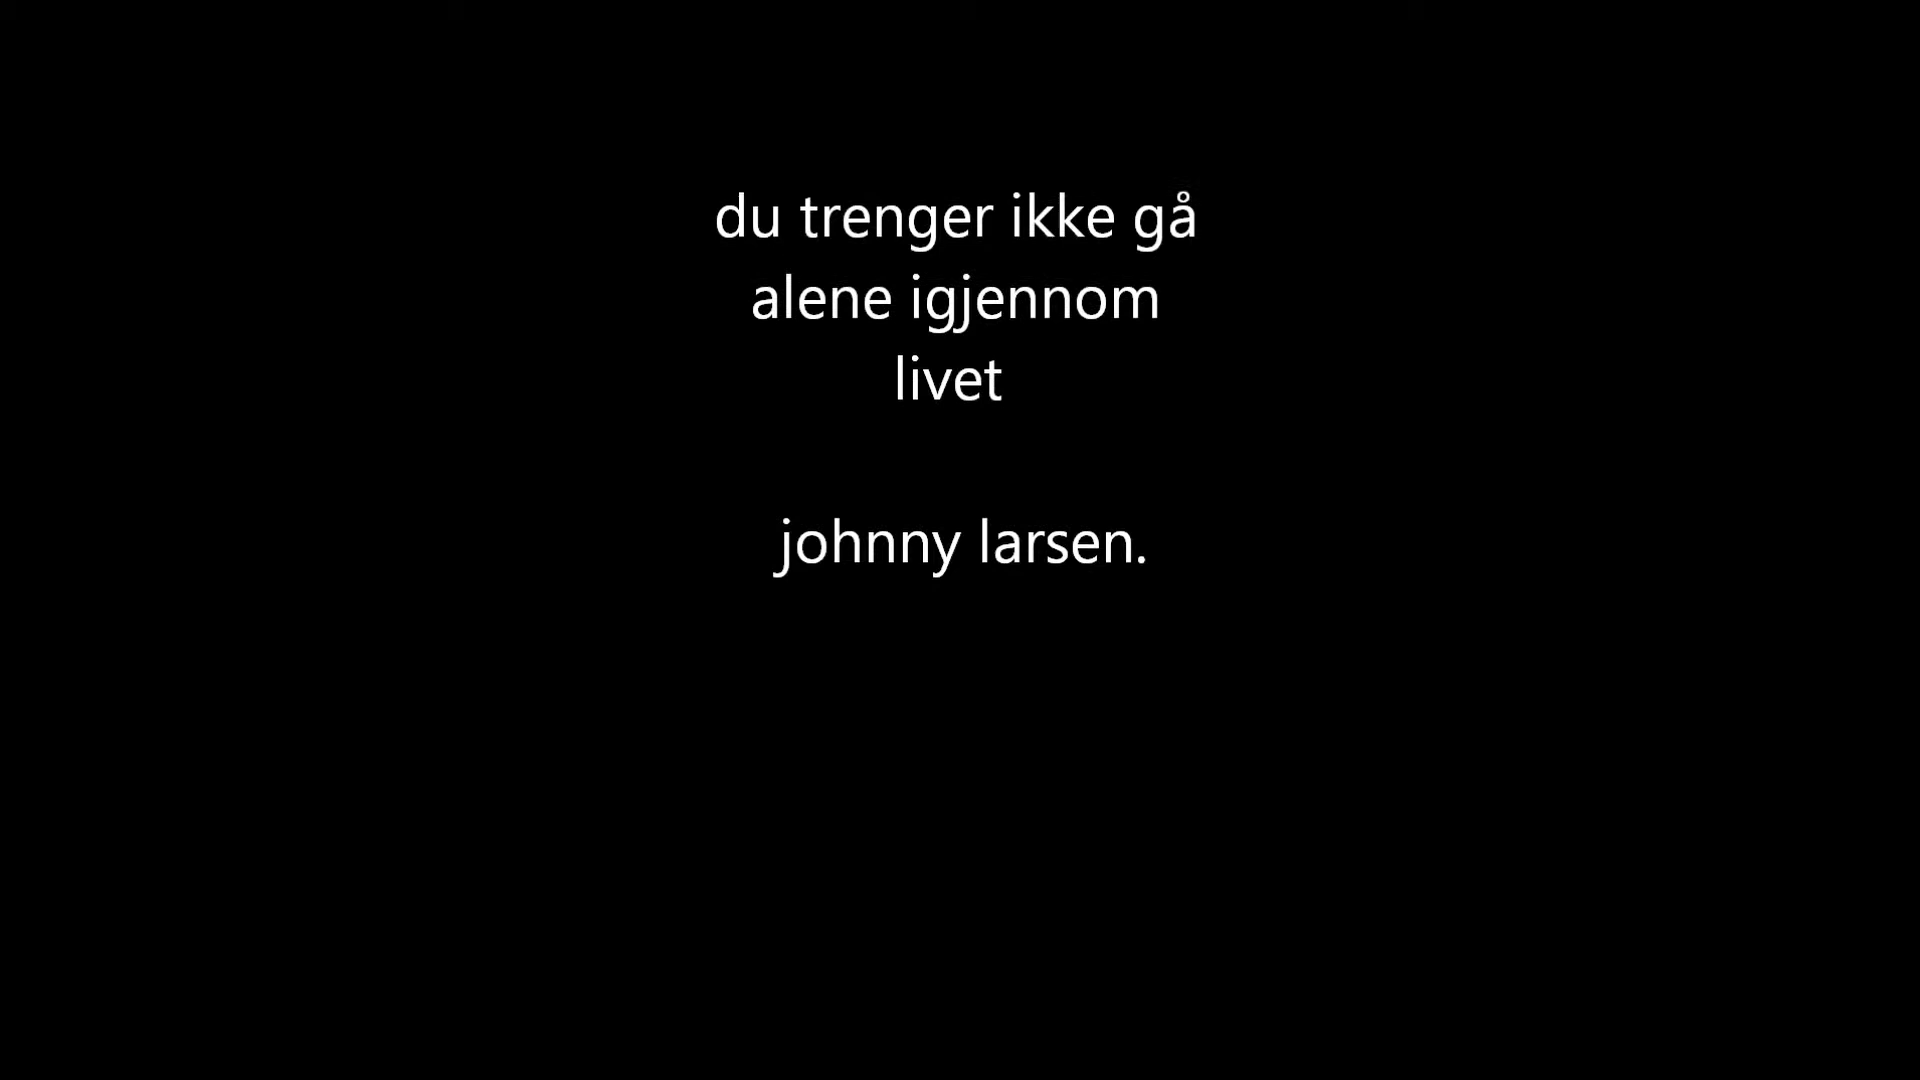 du trenger ikke gå
alene igjennom
livet
johnny larsen.